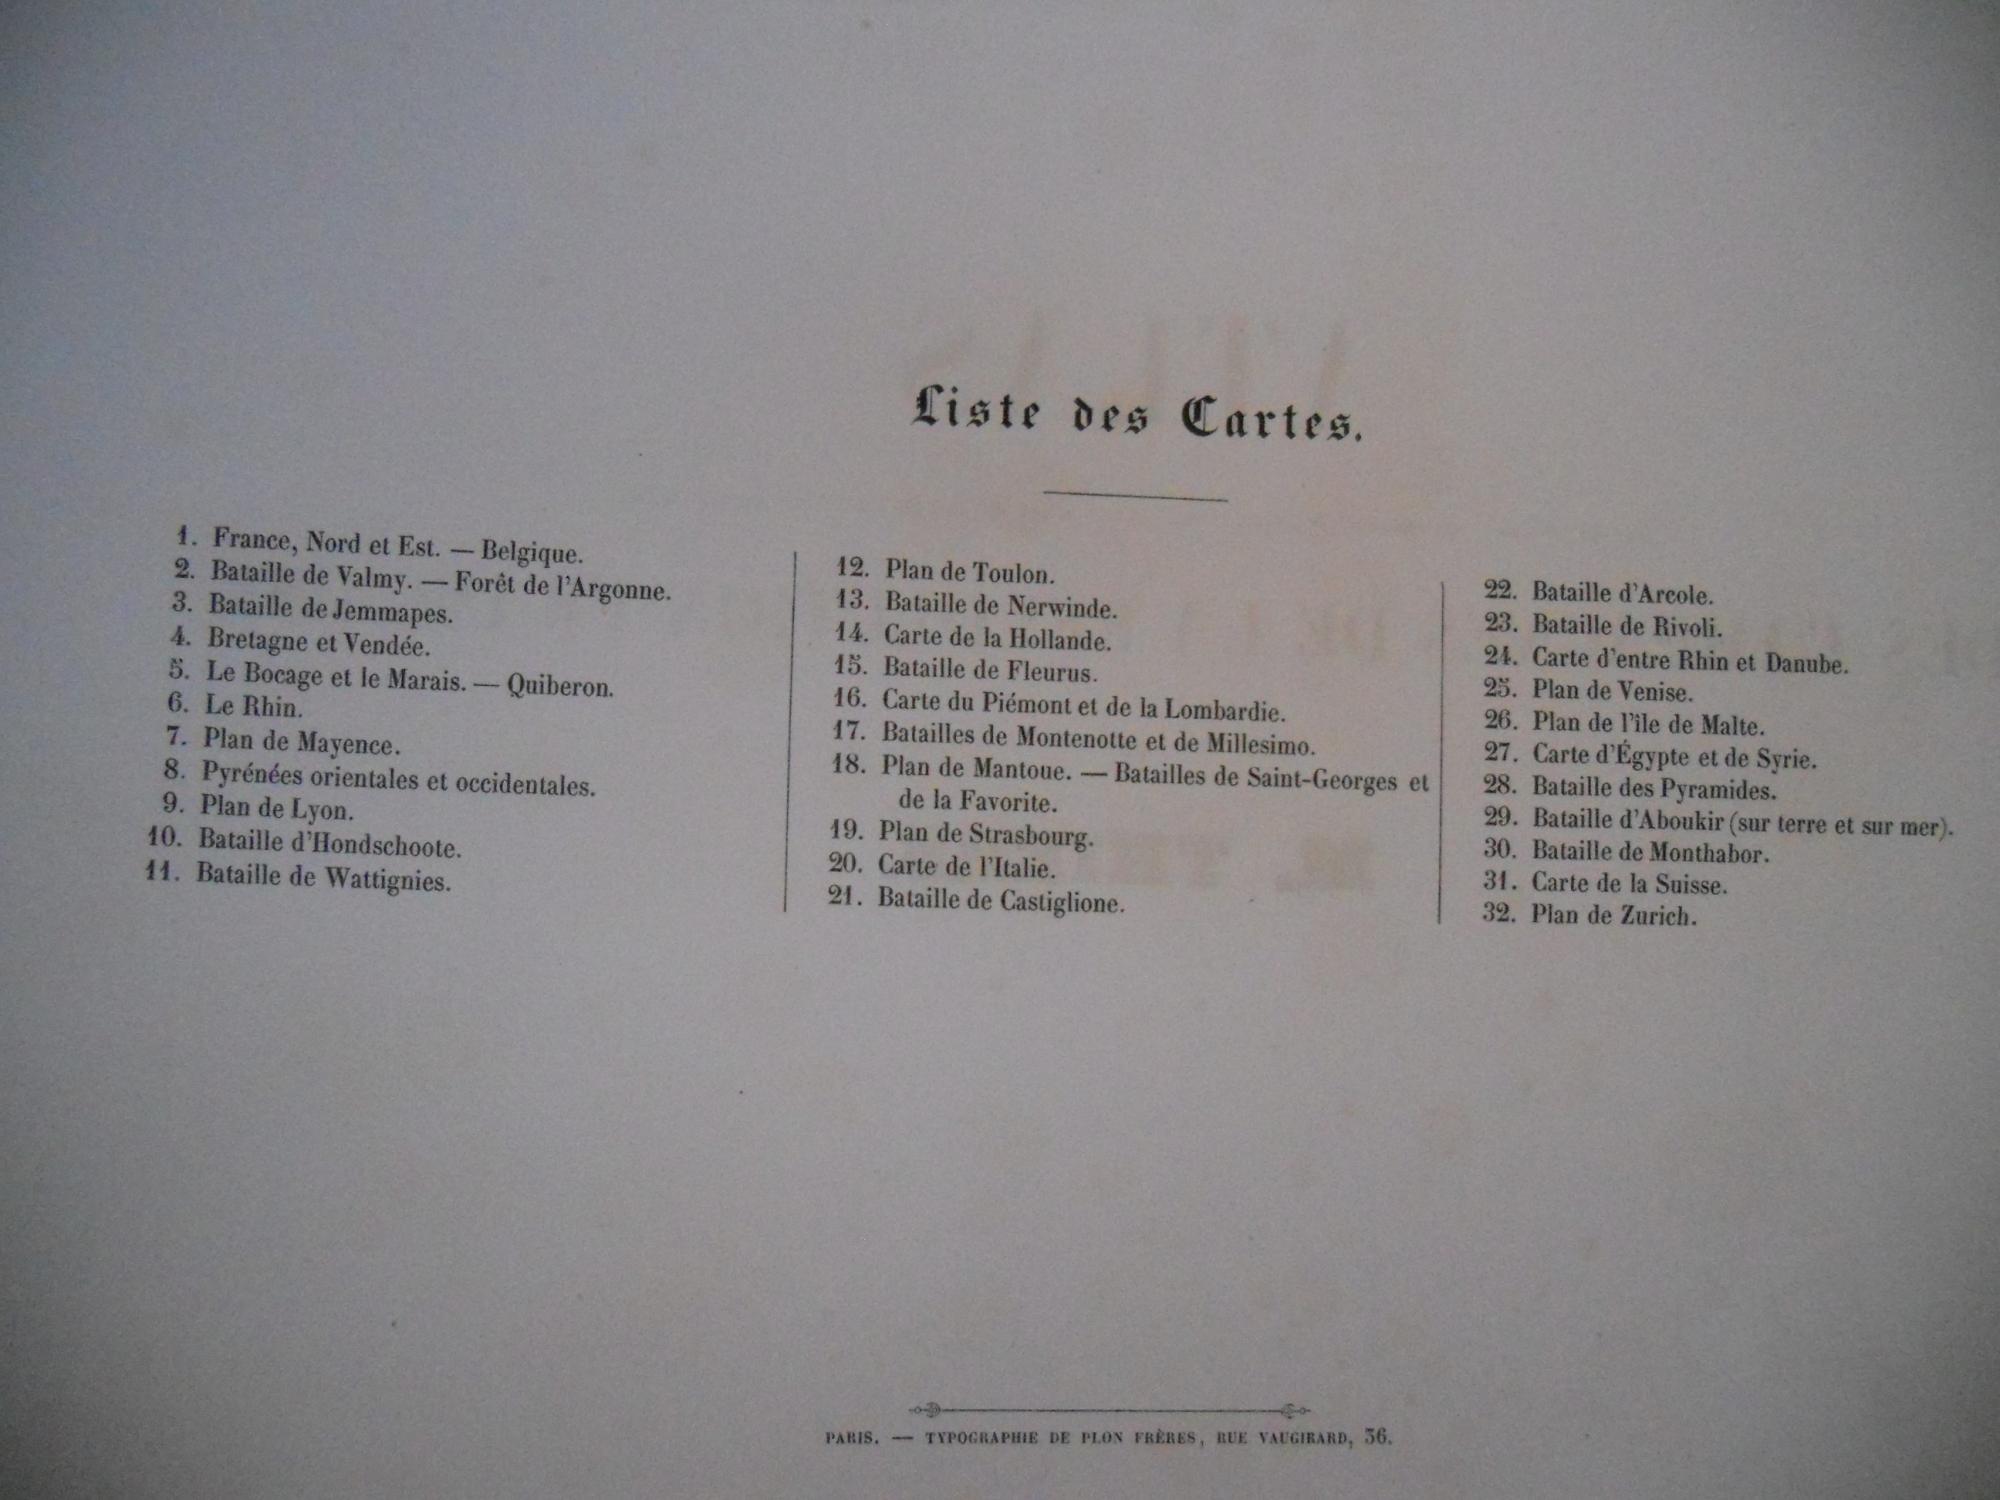 Liste des Cartes.
1. France, Nord et Est. — Belgique.
2. Bataille de Valmy. — Forêt de l'Argonne.
3. Bataille de Jemmapes.
4. Bretagne et Vendée.
5. Le Bocage et le Marais. — Quiberon.
6. Le Rhin.
7. Plan de Mayence.
8. Pyrénées orientales et occidentales.
9. Plan de Lyon.
10. Bataille d'Hondschoote.
11. Bataille de Wattignies.
12. Plan de Toulon.
13. Bataille de Nerwinde.
14. Carte de la Hollande.
15. Bataille de Fleurus.
16. Carte du Piémont et de la Lombardie.
17. Batailles de Montenotte et de Millesimo.
18. Plan de Mantoue. — Batailles de Saint-Georges et
de la Favorite.
19. Plan de Strasbourg.
20. Carte de l'Italie.
21. Bataille de Castiglione.
22. Bataille d'Arcole.
23. Bataille de Rivoli.
24. Carte d'entre Rhin et Danube.
25. Plan de Venise.
26. Plan de l'île de Malte.
27. Carte d'Égypte et de Syrie.
28. Bataille des Pyramides.
29. Bataille d'Aboukir (sur terre et sur mer).
30. Bataille de Monthabor.
31. Carte de la Suisse.
32. Plan de Zurich.
PARIS. — TYPOGRAPHIE DE PLON FRÈRES, RUE VAUGIRARD, 36.